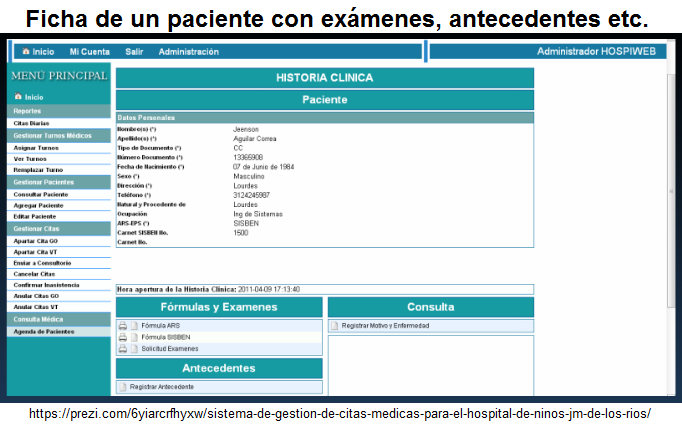 Ficha de un paciente con exámenes, antecedentes etc.
Inicio Mi Cuenta Salir Administración Administrador HOSPIWEB
MENÚ PRINCIPAL
Inicio
Reportes
Citas Diarias
Gestionar Turnos Médicos
Asignar Turnos
Ver Turnos
Remplazar Turno
Gestionar Pacientes
Consultar Paciente
Agregar Paciente
Editar Paciente
Gestionar Citas
Apartar Cita GO
Apartar Cita VT
Enviar a Consultorio
Cancelar Citas
Confirmar Inasistencia
Anular Citas GO
Anular Citas VT
Consulta Médica
Agenda de Pacientes
HISTORIA CLINICA
Paciente
Datos Personales
Nombre(s) (*) Jeenson
Apellido(s) (*) Aguilar Correa
Tipo de Documento (*) CC
Número Documento (*) 13365908
Fecha de Nacimiento (*) 07 de Junio de 1984
Sexo (*) Masculino
Dirección (*) Lourdes
Teléfono (*) 3124245987
Natural y Procedente de Lourdes
Ocupación Ing de Sistemas
ARS-EPS (*) SISBEN
Carnet SISBEN No. 1500
Carnet No.
Hora apertura de la Historia Clinica: 2011-04-09 17:13:40
Fórmulas y Examenes
Fórmula ARS
Fórmula SISBEN
Solicitud Examenes
Antecedentes
Registrar Antecedente
Consulta
Registrar Motivo y Enfermedad
https://prezi.com/6yiarcrfhyxw/sistema-de-gestion-de-citas-medicas-para-el-hospital-de-ninos-jm-de-los-rios/